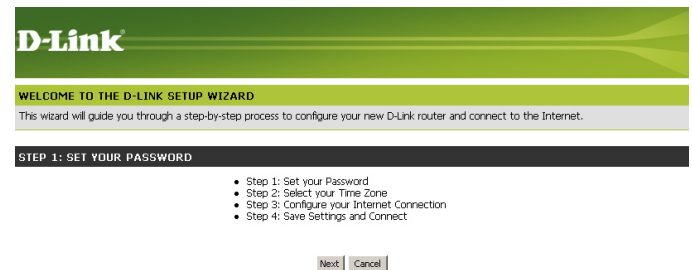 D-Link
WELCOME TO THE D-LINK SETUP WIZARD
This wizard will guide you through a step-by-step process to configure your new D-Link router and connect to the Internet.
STEP 1: SET YOUR PASSWORD
• Step 1: Set your Password
• Step 2: Select your Time Zone
• Step 3: Configure your Internet Connection
• Step 4: Save Settings and Connect
Next Cancel